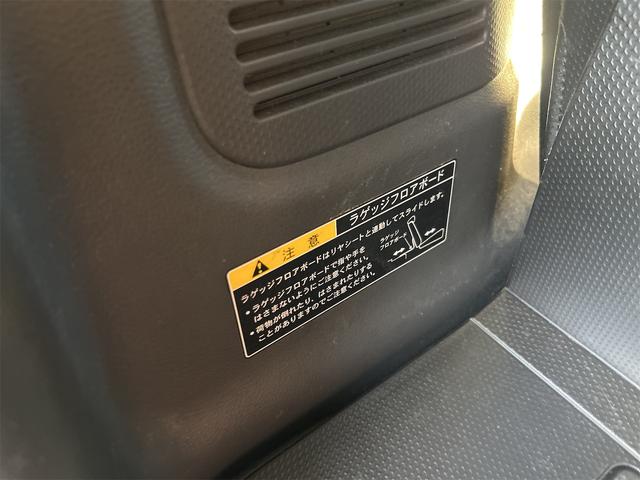 注意 ラゲッジフロアボード
ラゲッジフロアボードはリヤシートと連動してスライドします。
•ラゲッジフロアボードで指や手を
はさまないようにご注意ください。
•荷物が倒れたり、はさまれたりする
ことがありますのでご注意ください。
ラゲッジ
フロアボード